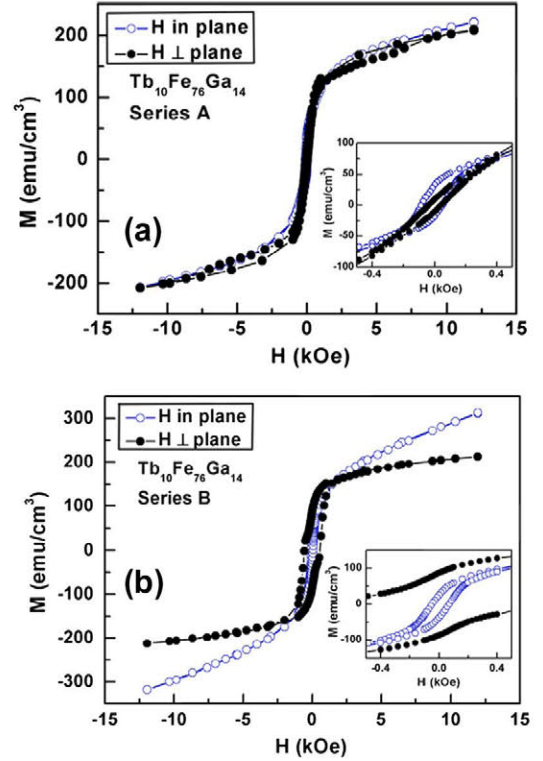 (a)
H in plane
H ⊥ plane
Tb10Fe76Ga14
Series A
M (emu/cm³)
200
100
0
-100
-200
-15 -10 -5 0 5 10 15
H (kOe)
M (emu/cm³)
100
50
0
-50
-100
-0.4 0.0 0.4
H (kOe)
(b)
H in plane
H ⊥ plane
Tb10Fe76Ga14
Series B
M (emu/cm³)
300
200
100
0
-100
-200
-300
-15 -10 -5 0 5 10 15
H (kOe)
M (emu/cm³)
100
0
-100
-0.4 0.0 0.4
H (kOe)